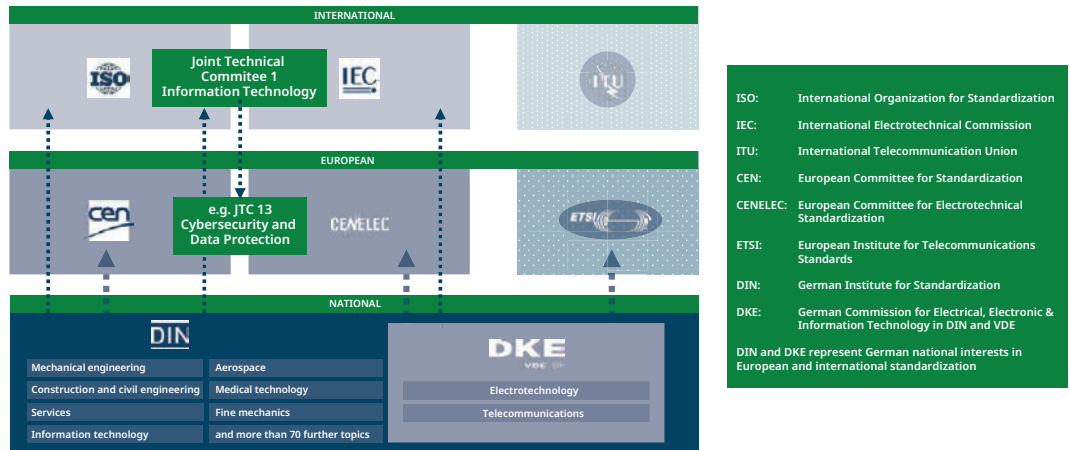 INTERNATIONAL
ISO
Joint Technical
Commitee 1
Information Technology
IEC
ITU
EUROPEAN
cen
e.g. JTC 13
Cybersecurity and
Data Protection
CENELEC
ETSI
NATIONAL
DIN
Mechanical engineering
Aerospace
Construction and civil engineering
Medical technology
Services
Fine mechanics
Information technology
and more than 70 further topics
DKE
VDE DIN
Electrotechnology
Telecommunications
ISO: International Organization for Standardization
IEC: International Electrotechnical Commission
ITU: International Telecommunication Union
CEN: European Committee for Standardization
CENELEC: European Committee for Electrotechnical
Standardization
ETSI: European Institute for Telecommunications
Standards
DIN: German Institute for Standardization
DKE: German Commission for Electrical, Electronic &
Information Technology in DIN and VDE
DIN and DKE represent German national interests in
European and international standardization